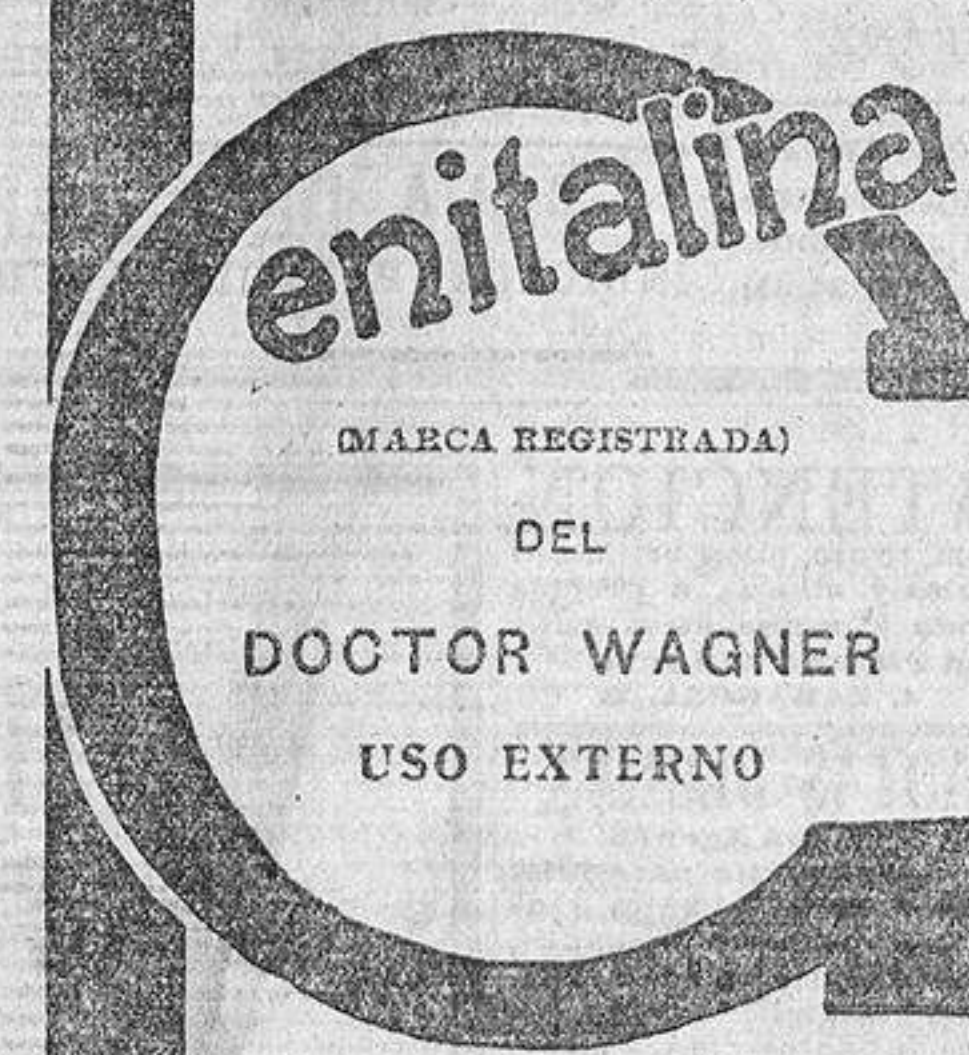 Genitalina
(MARCA REGISTRADA)
DEL
DOCTOR WAGNER
USO EXTERNO